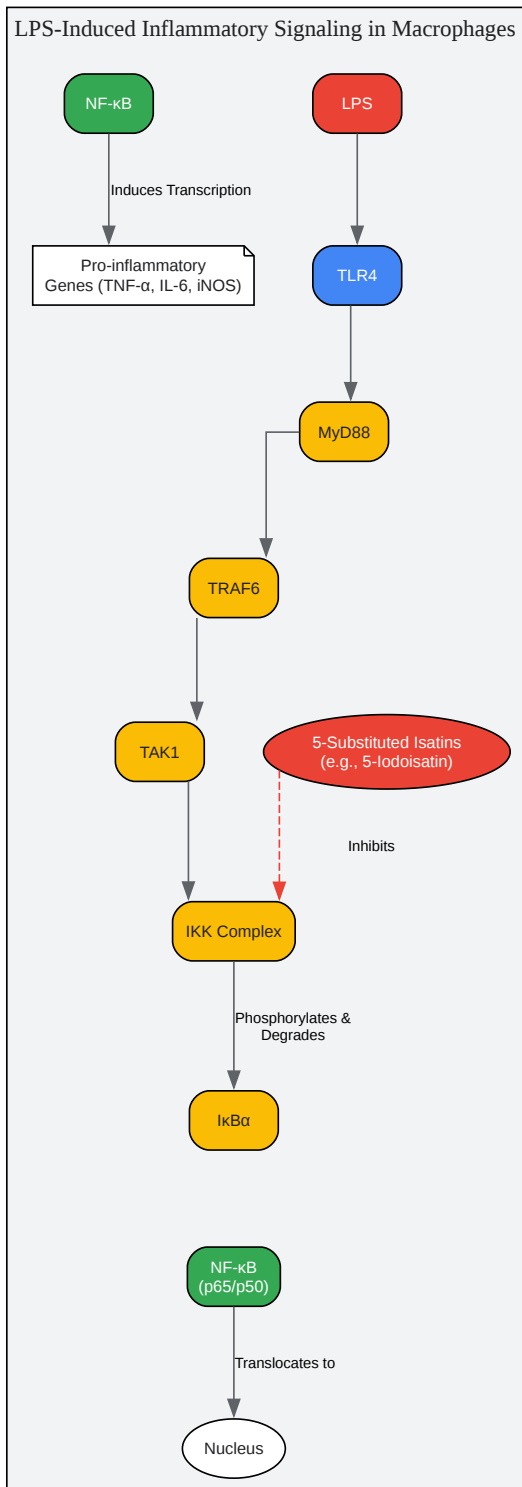 LPS-Induced Inflammatory Signaling in Macrophages
NF-κB
LPS
Induces Transcription
Pro-inflammatory
Genes (TNF-α, IL-6, iNOS)
TLR4
MyD88
TRAF6
TAK1
5-Substituted Isatins
(e.g., 5-Iodoisatin)
Inhibits
IKK Complex
Phosphorylates &
Degrades
IκBα
NF-κB
(p65/p50)
Translocates to
Nucleus